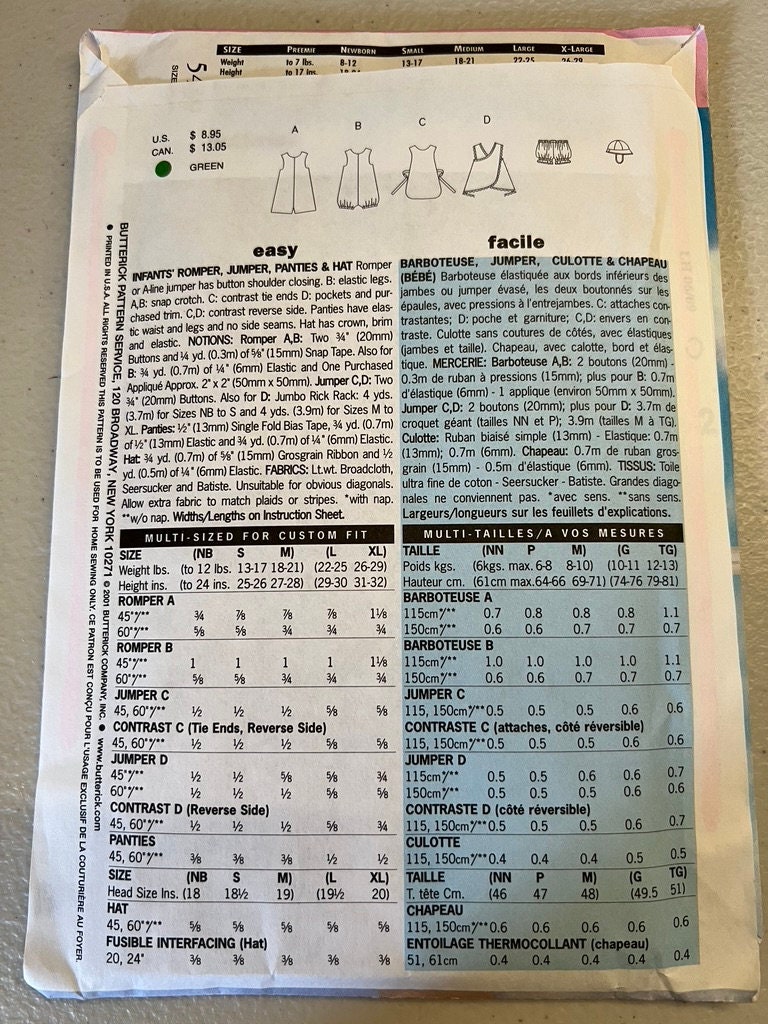 SIZE PREEMIE NEWBORN SMALL MEDIUM LARGE X-LARGE
Weight to 7 lbs. 8-12 13-17 18-21 22-25 26-29
Height to 17 ins.
U.S. $ 8.95
CAN. $ 13.05
GREEN
A B C D
easy
INFANTS' ROMPER, JUMPER, PANTIES & HAT Romper
or A-line jumper has button shoulder closing. B: elastic legs.
A,B: snap crotch. C: contrast tie ends D: pockets and pur-
chased trim. C,D: contrast reverse side. Panties have elas-
tic waist and legs and no side seams. Hat has crown, brim
and elastic. NOTIONS: Romper A,B: Two ¾" (20mm)
Buttons and ¼ yd. (0.3m) of ⅝" (15mm) Snap Tape. Also for
B: ¾ yd. (0.7m) of ¼" (6mm) Elastic and One Purchased
Appliqué Approx. 2" x 2" (50mm x 50mm). Jumper C,D: Two
¾" (20mm) Buttons. Also for D: Jumbo Rick Rack: 4 yds.
(3.7m) for Sizes NB to S and 4 yds. (3.9m) for Sizes M to
XL. Panties: ½" (13mm) Single Fold Bias Tape, ¾ yd. (0.7m)
of ½" (13mm) Elastic and ¾ yd. (0.7m) of ¼" (6mm) Elastic.
Hat: ¾ yd. (0.7m) of ⅝" (15mm) Grosgrain Ribbon and ½
yd. (0.5m) of ¼" (6mm) Elastic. FABRICS: Lt.wt. Broadcloth,
Seersucker and Batiste. Unsuitable for obvious diagonals.
Allow extra fabric to match plaids or stripes. *with nap.
**w/o nap. Widths/Lengths on Instruction Sheet.
MULTI-SIZED FOR CUSTOM FIT
SIZE (NB S M) (L XL)
Weight lbs. (to 12 lbs. 13-17 18-21) (22-25 26-29)
Height ins. (to 24 ins. 25-26 27-28) (29-30 31-32)
ROMPER A
45"*/** ¾ ⅞ ⅞ ⅞ 1⅛
60"*/** ⅝ ⅝ ¾ ¾ ¾
ROMPER B
45"*/** 1 1 1 1 1⅛
60"*/** ⅝ ⅝ ¾ ¾ ¾
JUMPER C
45, 60"*/** ½ ½ ½ ⅝ ⅝
CONTRAST C (Tie Ends, Reverse Side)
45, 60"*/** ½ ½ ½ ⅝ ⅝
JUMPER D
45"*/** ½ ½ ⅝ ⅝ ¾
60"*/** ½ ½ ⅝ ⅝ ⅝
CONTRAST D (Reverse Side)
45, 60"*/** ½ ½ ½ ⅝ ¾
PANTIES
45, 60"*/** ⅜ ⅜ ⅜ ½ ½
SIZE (NB S M) (L XL)
Head Size Ins. (18 18½ 19) (19½ 20)
HAT
45, 60"*/** ⅝ ⅝ ⅝ ⅝ ⅝
FUSIBLE INTERFACING (Hat)
20, 24" ⅜ ⅜ ⅜ ⅜ ⅜
facile
BARBOTEUSE, JUMPER, CULOTTE & CHAPEAU
(BÉBÉ) Barboteuse élastiquée aux bords inférieurs des
jambes ou jumper évasé, les deux boutonnés sur les
épaules, avec pressions à l'entrejambes. C: attaches con-
trastantes; D: poche et garniture; C,D: envers en con-
traste. Culotte sans coutures de côtés, avec élastiques
(jambes et taille). Chapeau, avec calotte, bord et élas-
tique. MERCERIE: Barboteuse A,B: 2 boutons (20mm) -
0.3m de ruban à pressions (15mm); plus pour B: 0.7m
d'élastique (6mm) - 1 applique (environ 50mm x 50mm).
Jumper C,D: 2 boutons (20mm); plus pour D: 3.7m de
croquet géant (tailles NN et P); 3.9m (tailles M à TG).
Culotte: Ruban biaisé simple (13mm) - Elastique: 0.7m
(13mm); 0.7m (6mm). Chapeau: 0.7m de ruban gros-
grain (15mm) - 0.5m d'élastique (6mm). TISSUS: Toile
ultra fine de coton - Seersucker - Batiste. Grandes diago-
nales ne conviennent pas. *avec sens. **sans sens.
Largeurs/longueurs sur les feuillets d'explications.
MULTI-TAILLES/A VOS MESURES
TAILLE (NN P M) (G TG)
Poids kgs. (6kgs. max. 6-8 8-10) (10-11 12-13)
Hauteur cm. (61cm max. 64-66 69-71) (74-76 79-81)
BARBOTEUSE A
115cm*/** 0.7 0.8 0.8 0.8 1.1
150cm*/** 0.6 0.6 0.7 0.7 0.7
BARBOTEUSE B
115cm*/** 1.0 1.0 1.0 1.0 1.1
150cm*/** 0.6 0.6 0.7 0.7 0.7
JUMPER C
115, 150cm*/** 0.5 0.5 0.5 0.6 0.6
CONTRASTE C (attaches, côté réversible)
115, 150cm*/** 0.5 0.5 0.5 0.6 0.6
JUMPER D
115cm*/** 0.5 0.5 0.6 0.6 0.7
150cm*/** 0.5 0.5 0.6 0.6 0.6
CONTRASTE D (côté réversible)
115, 150cm*/** 0.5 0.5 0.5 0.6 0.7
CULOTTE
115, 150cm*/** 0.4 0.4 0.4 0.5 0.5
TAILLE (NN P M) (G TG)
T. tête Cm. (46 47 48) (49.5 51)
CHAPEAU
115, 150cm*/** 0.6 0.6 0.6 0.6 0.6
ENTOILAGE THERMOCOLLANT (chapeau)
51, 61cm 0.4 0.4 0.4 0.4 0.4
BUTTERICK PATTERN SERVICE, 120 BROADWAY, NEW YORK 10271 © 2001 BUTTERICK COMPANY, INC. ● www.butterick.com
● PRINTED IN U.S.A. ALL RIGHTS RESERVED THIS PATTERN IS TO BE USED FOR HOME SEWING ONLY. CE PATRON EST CONÇU POUR L'USAGE EXCLUSIF DE LA COUTURIÈRE AU FOYER.